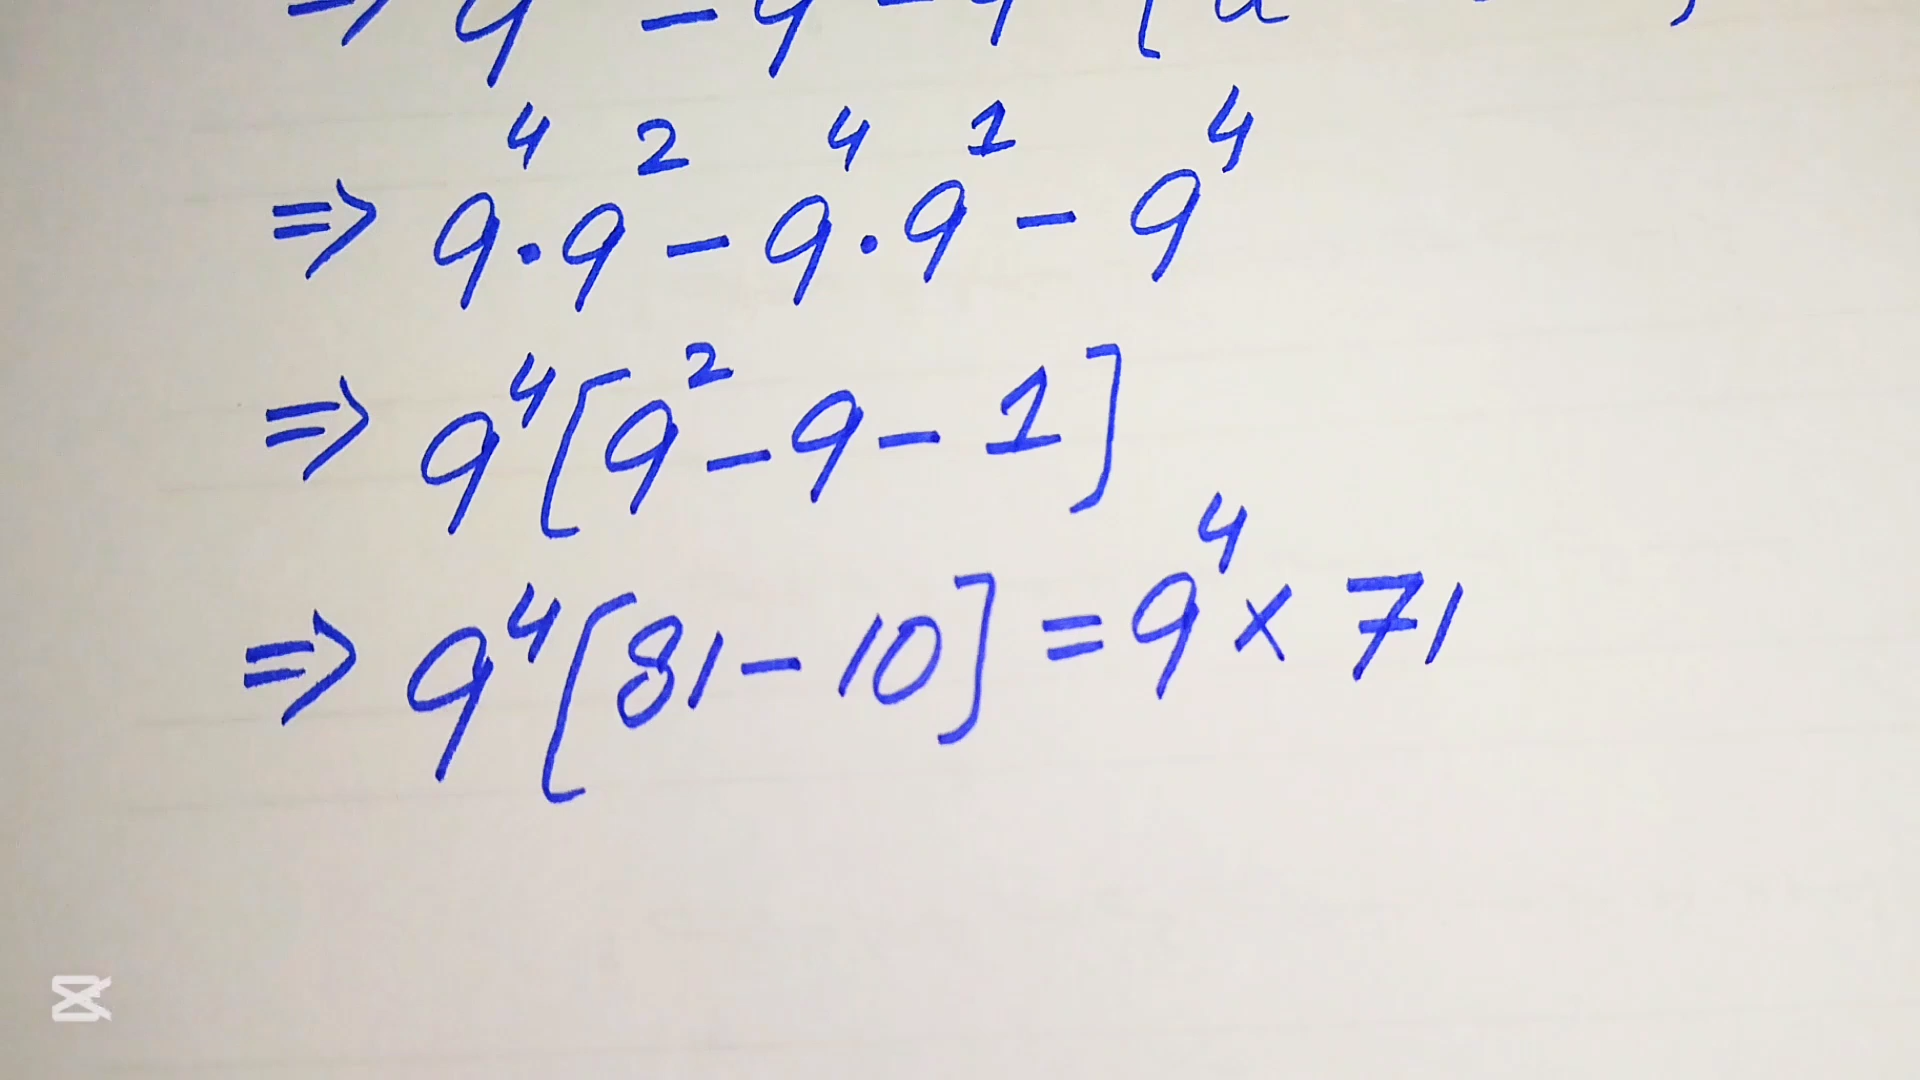 ⇒ 9⁴·9² - 9⁴·9¹ - 9⁴
⇒ 9⁴[9² - 9 - 1]
⇒ 9⁴[81 - 10] = 9⁴ × 71